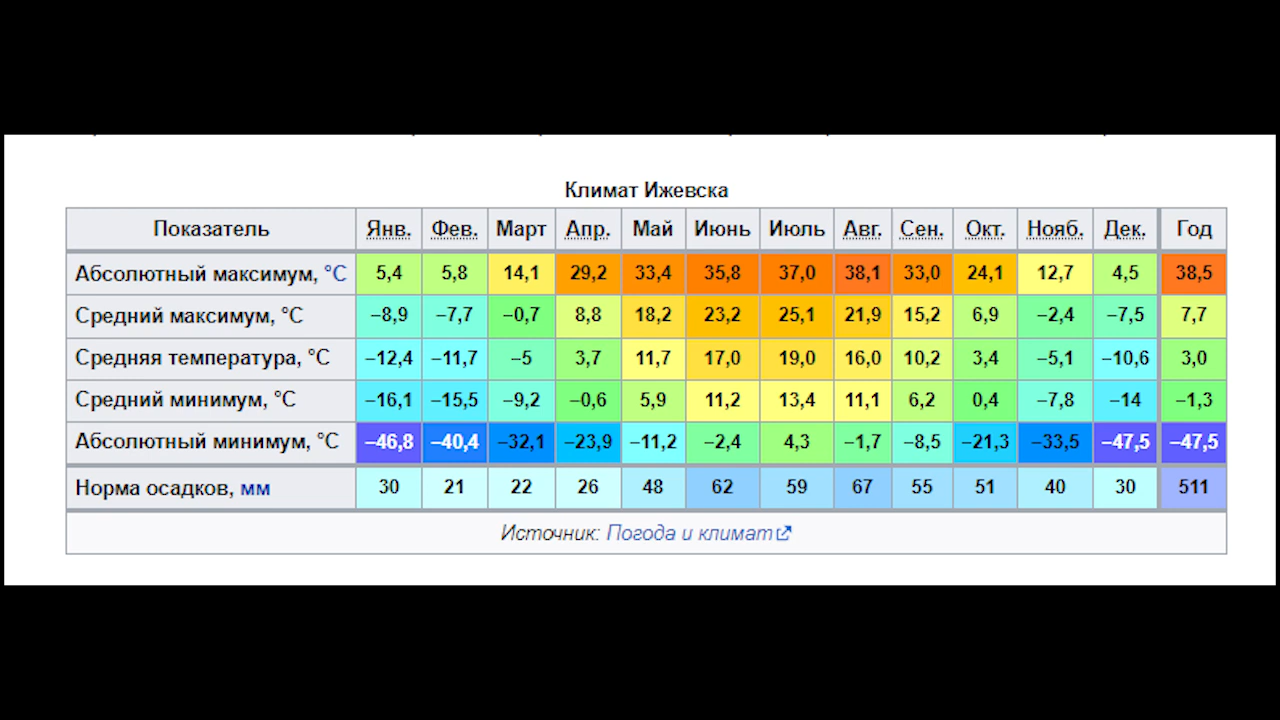 Климат Ижевска
Показатель Янв. Фев. Март Апр. Май Июнь Июль Авг. Сен. Окт. Нояб. Дек. Год
Абсолютный максимум, °C 5,4 5,8 14,1 29,2 33,4 35,8 37,0 38,1 33,0 24,1 12,7 4,5 38,5
Средний максимум, °C −8,9 −7,7 −0,7 8,8 18,2 23,2 25,1 21,9 15,2 6,9 −2,4 −7,5 7,7
Средняя температура, °C −12,4 −11,7 −5 3,7 11,7 17,0 19,0 16,0 10,2 3,4 −5,1 −10,6 3,0
Средний минимум, °C −16,1 −15,5 −9,2 −0,6 5,9 11,2 13,4 11,1 6,2 0,4 −7,8 −14 −1,3
Абсолютный минимум, °C −46,8 −40,4 −32,1 −23,9 −11,2 −2,4 4,3 −1,7 −8,5 −21,3 −33,5 −47,5 −47,5
Норма осадков, мм 30 21 22 26 48 62 59 67 55 51 40 30 511
Источник: Погода и климат